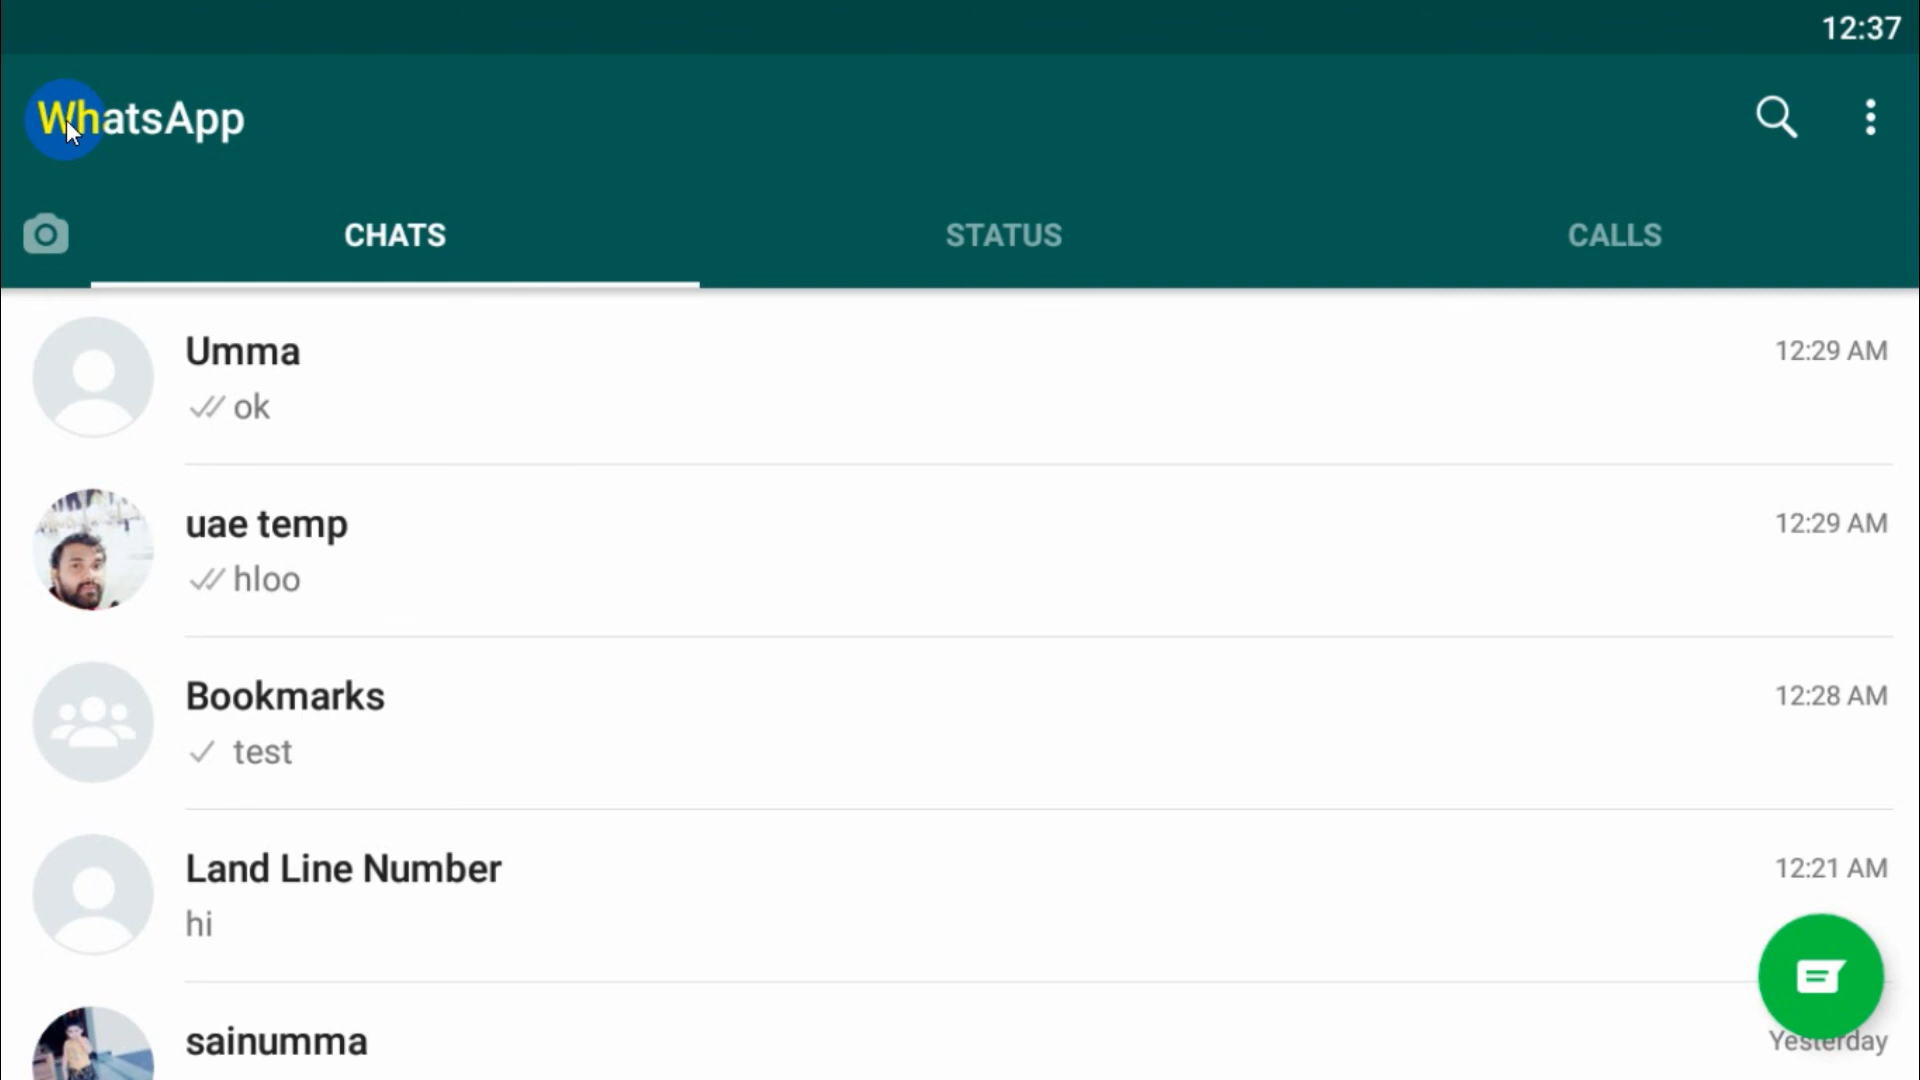 12:37
WhatsApp
CHATS
STATUS
CALLS
Umma
12:29 AM
ok
uae temp
12:29 AM
hloo
Bookmarks
12:28 AM
test
Land Line Number
12:21 AM
hi
sainumma
Yesterday